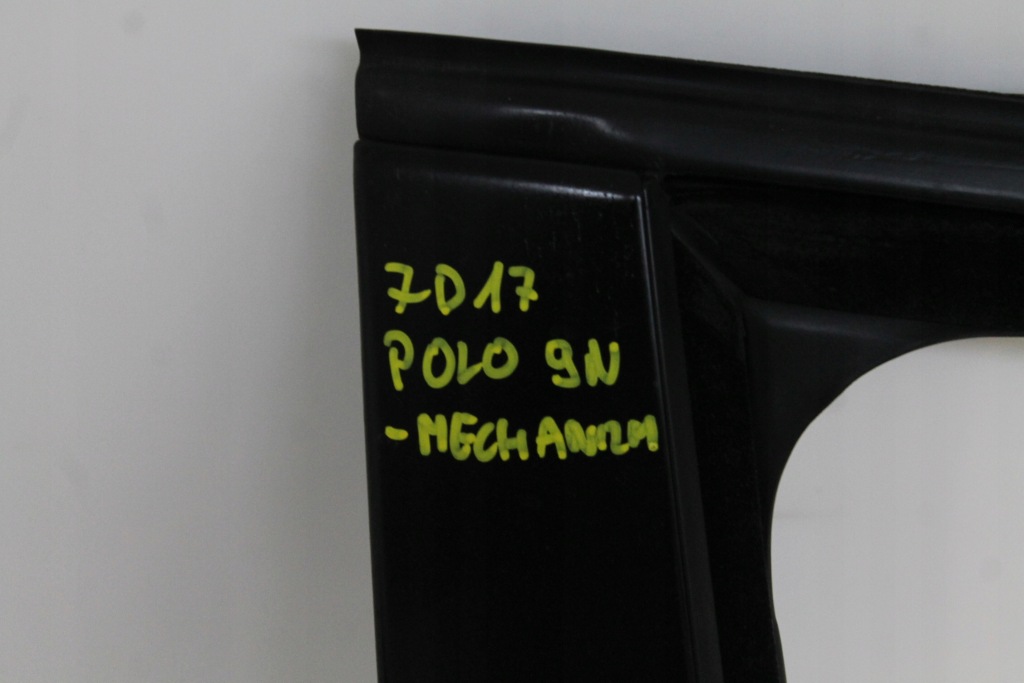 7D17
POLO 9N
-MECHANIZM